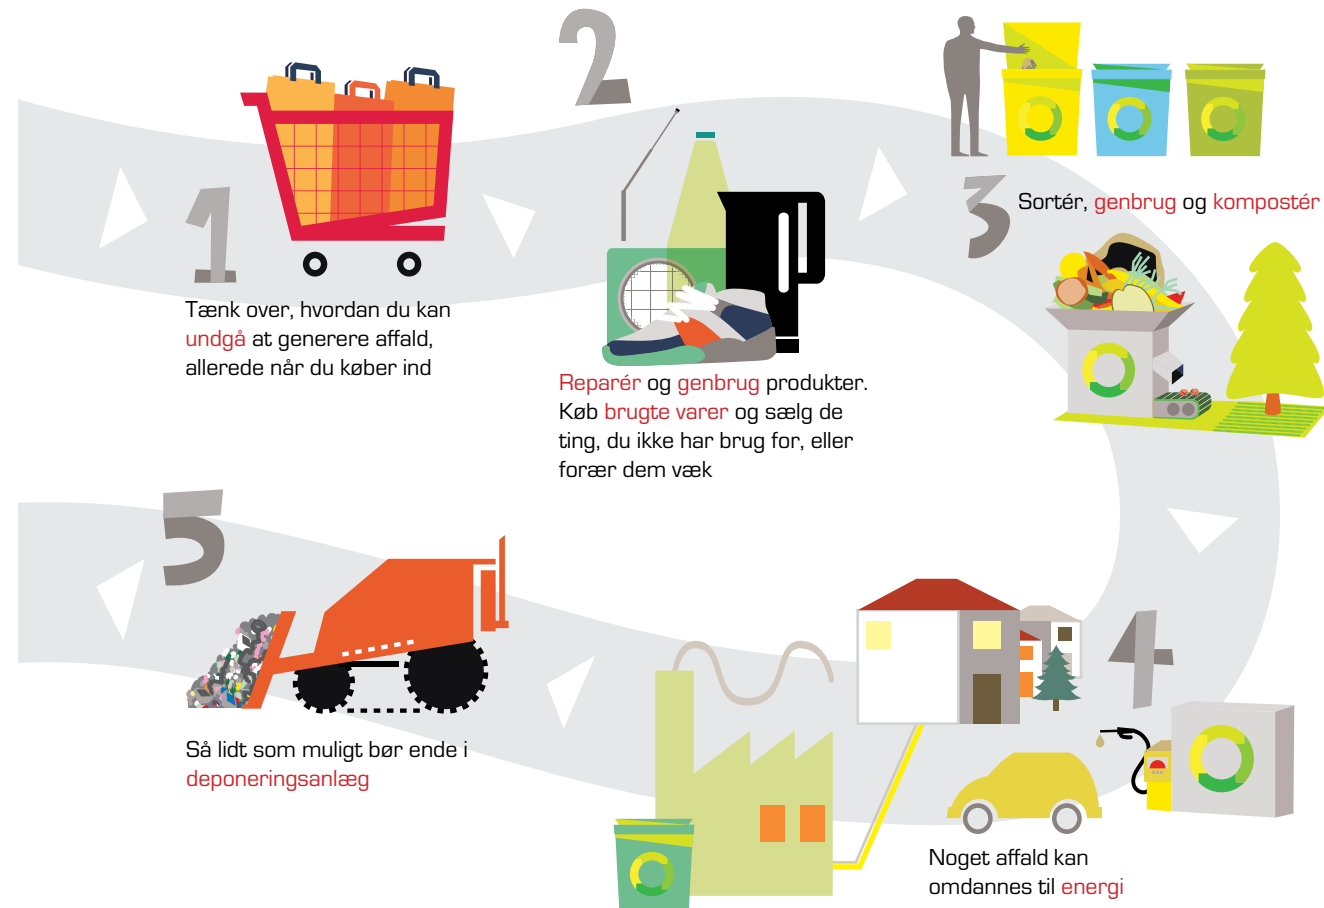 1
Tænk over, hvordan du kan
undgå at generere affald,
allerede når du køber ind
2
Reparér og genbrug produkter.
Køb brugte varer og sælg de
ting, du ikke har brug for, eller
forær dem væk
3
Sortér, genbrug og kompostér
4
Noget affald kan
omdannes til energi
5
Så lidt som muligt bør ende i
deponeringsanlæg